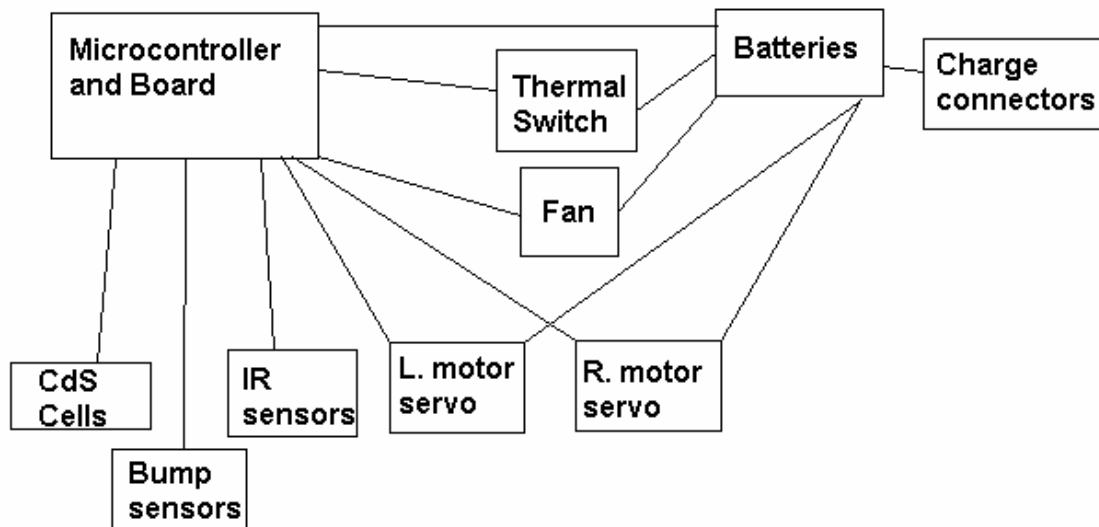 Microcontroller
and Board
Thermal
Switch
Batteries
Charge
connectors
Fan
CdS
Cells
Bump
sensors
IR
sensors
L. motor
servo
R. motor
servo